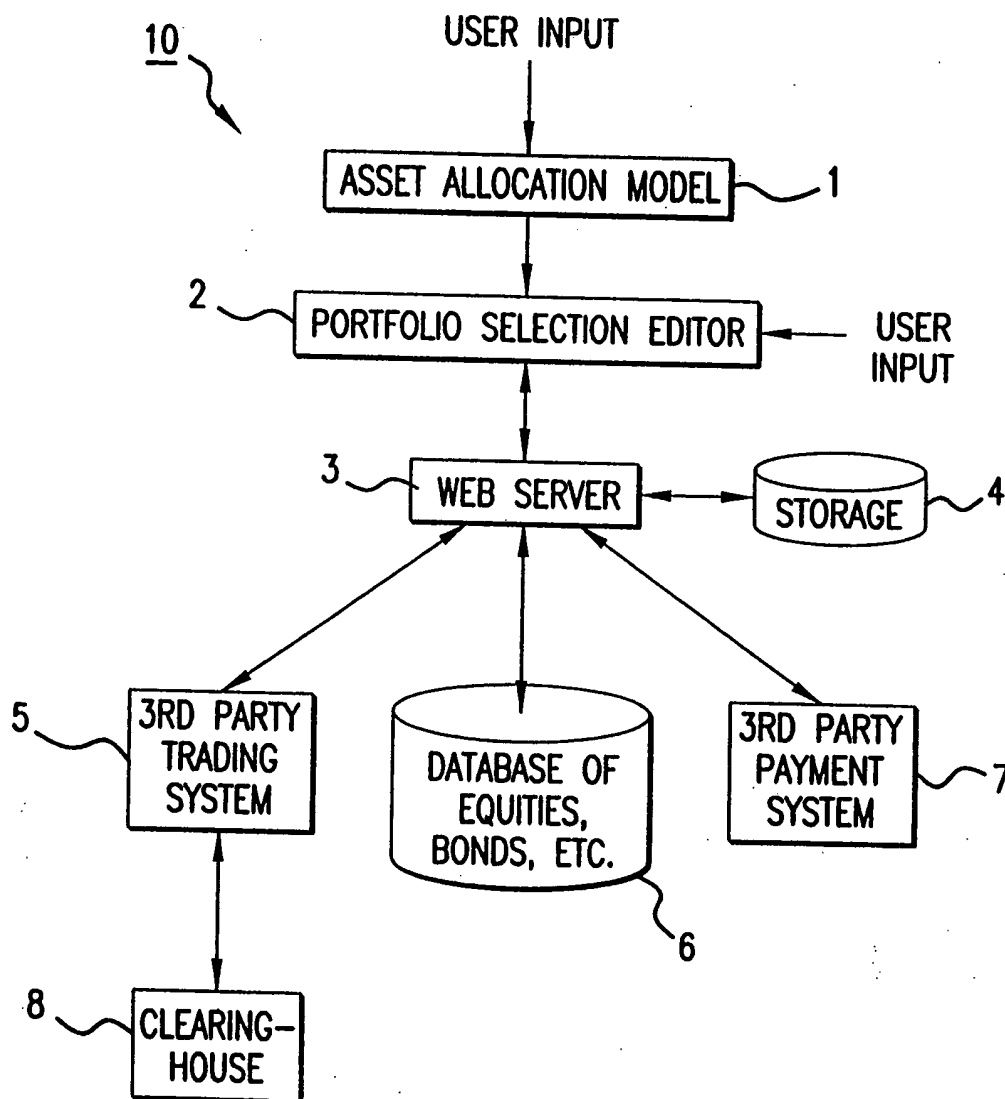 10
USER INPUT
ASSET ALLOCATION MODEL
1
2
PORTFOLIO SELECTION EDITOR
USER
INPUT
3
WEB SERVER
STORAGE
4
5
3RD PARTY
TRADING
SYSTEM
DATABASE OF
EQUITIES,
BONDS, ETC.
6
3RD PARTY
PAYMENT
SYSTEM
7
8
CLEARING-
HOUSE